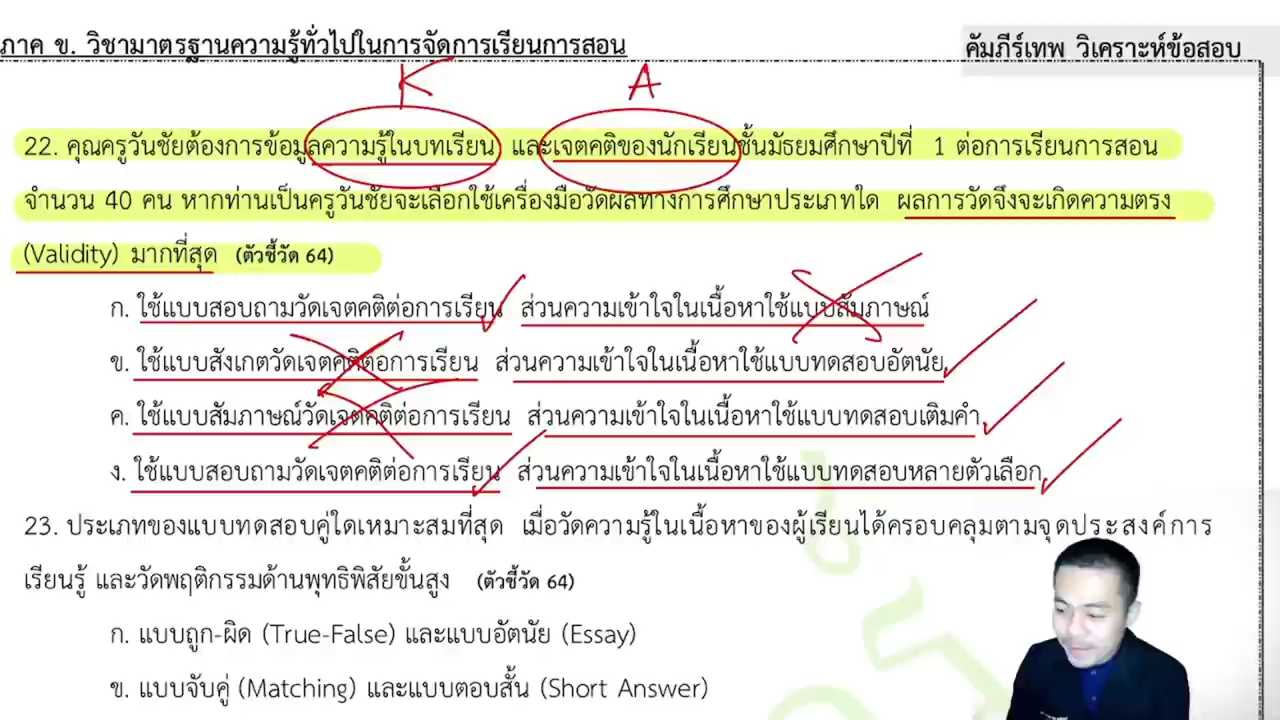 ภาค ข. วิชามาตรฐานความรู้ทั่วไปในการจัดการเรียนการสอน
คัมภีร์เทพ วิเคราะห์ข้อสอบ
K A
22. คุณครูวันชัยต้องการข้อมูลความรู้ในบทเรียน และเจตคติของนักเรียนชั้นมัธยมศึกษาปีที่ 1 ต่อการเรียนการสอน
จำนวน 40 คน หากท่านเป็นครูวันชัยจะเลือกใช้เครื่องมือวัดผลทางการศึกษาประเภทใด ผลการวัดจึงจะเกิดความตรง
(Validity) มากที่สุด (ตัวชี้วัด 64)
ก. ใช้แบบสอบถามวัดเจตคติต่อการเรียน ส่วนความเข้าใจในเนื้อหาใช้แบบสัมภาษณ์
ข. ใช้แบบสังเกตวัดเจตคติต่อการเรียน ส่วนความเข้าใจในเนื้อหาใช้แบบทดสอบอัตนัย
ค. ใช้แบบสัมภาษณ์วัดเจตคติต่อการเรียน ส่วนความเข้าใจในเนื้อหาใช้แบบทดสอบเติมคำ
ง. ใช้แบบสอบถามวัดเจตคติต่อการเรียน ส่วนความเข้าใจในเนื้อหาใช้แบบทดสอบหลายตัวเลือก
23. ประเภทของแบบทดสอบคู่ใดเหมาะสมที่สุด เมื่อวัดความรู้ในเนื้อหาของผู้เรียนได้ครอบคลุมตามจุดประสงค์การ
เรียนรู้ และวัดพฤติกรรมด้านพุทธิพิสัยขั้นสูง (ตัวชี้วัด 64)
ก. แบบถูก-ผิด (True-False) และแบบอัตนัย (Essay)
ข. แบบจับคู่ (Matching) และแบบตอบสั้น (Short Answer)